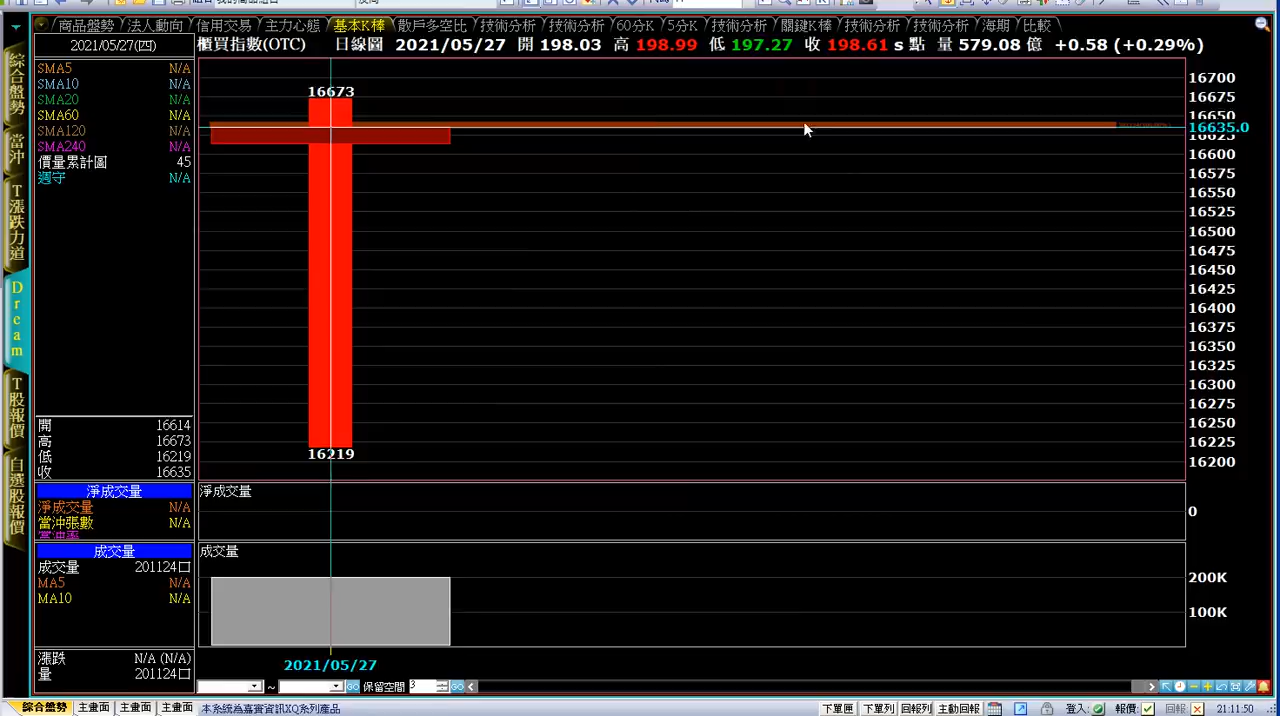 商品盤勢 法人動向 信用交易 主力心態 基本K棒 散戶多空比 技術分析 技術分析 60分K 5分K 技術分析 關鍵K棒 技術分析 技術分析 海期 比較
2021/05/27(四)
櫃買指數(OTC) 日線圖 2021/05/27 開 198.03 高 198.99 低 197.27 收 198.61 s 點 量 579.08 億 +0.58 (+0.29%)
SMA5 N/A
SMA10 N/A
SMA20 N/A
SMA60 N/A
SMA120 N/A
SMA240 N/A
價量累計圖 45
週守 N/A
開 16614
高 16673
低 16219
收 16635
淨成交量
淨成交量 N/A
當沖張數 N/A
當沖率
成交量
成交量 201124口
MA5 N/A
MA10 N/A
漲跌 N/A (N/A)
量 201124口
綜合盤勢
當沖
T漲跌力道
Dream
T股報價
自選股報價
16673
16219
16700
16675
16650
16635.0
16625
16600
16575
16550
16525
16500
16475
16450
16425
16400
16375
16350
16325
16300
16275
16250
16225
16200
淨成交量
0
成交量
200K
100K
2021/05/27
~ GO 保留空間 3 GO
綜合盤勢 主畫面 主畫面 主畫面 本系統為嘉實資訊XQ系列產品 下單匣 下單列 回報列 主動回報 登入: 報價: 回報: 21:11:50